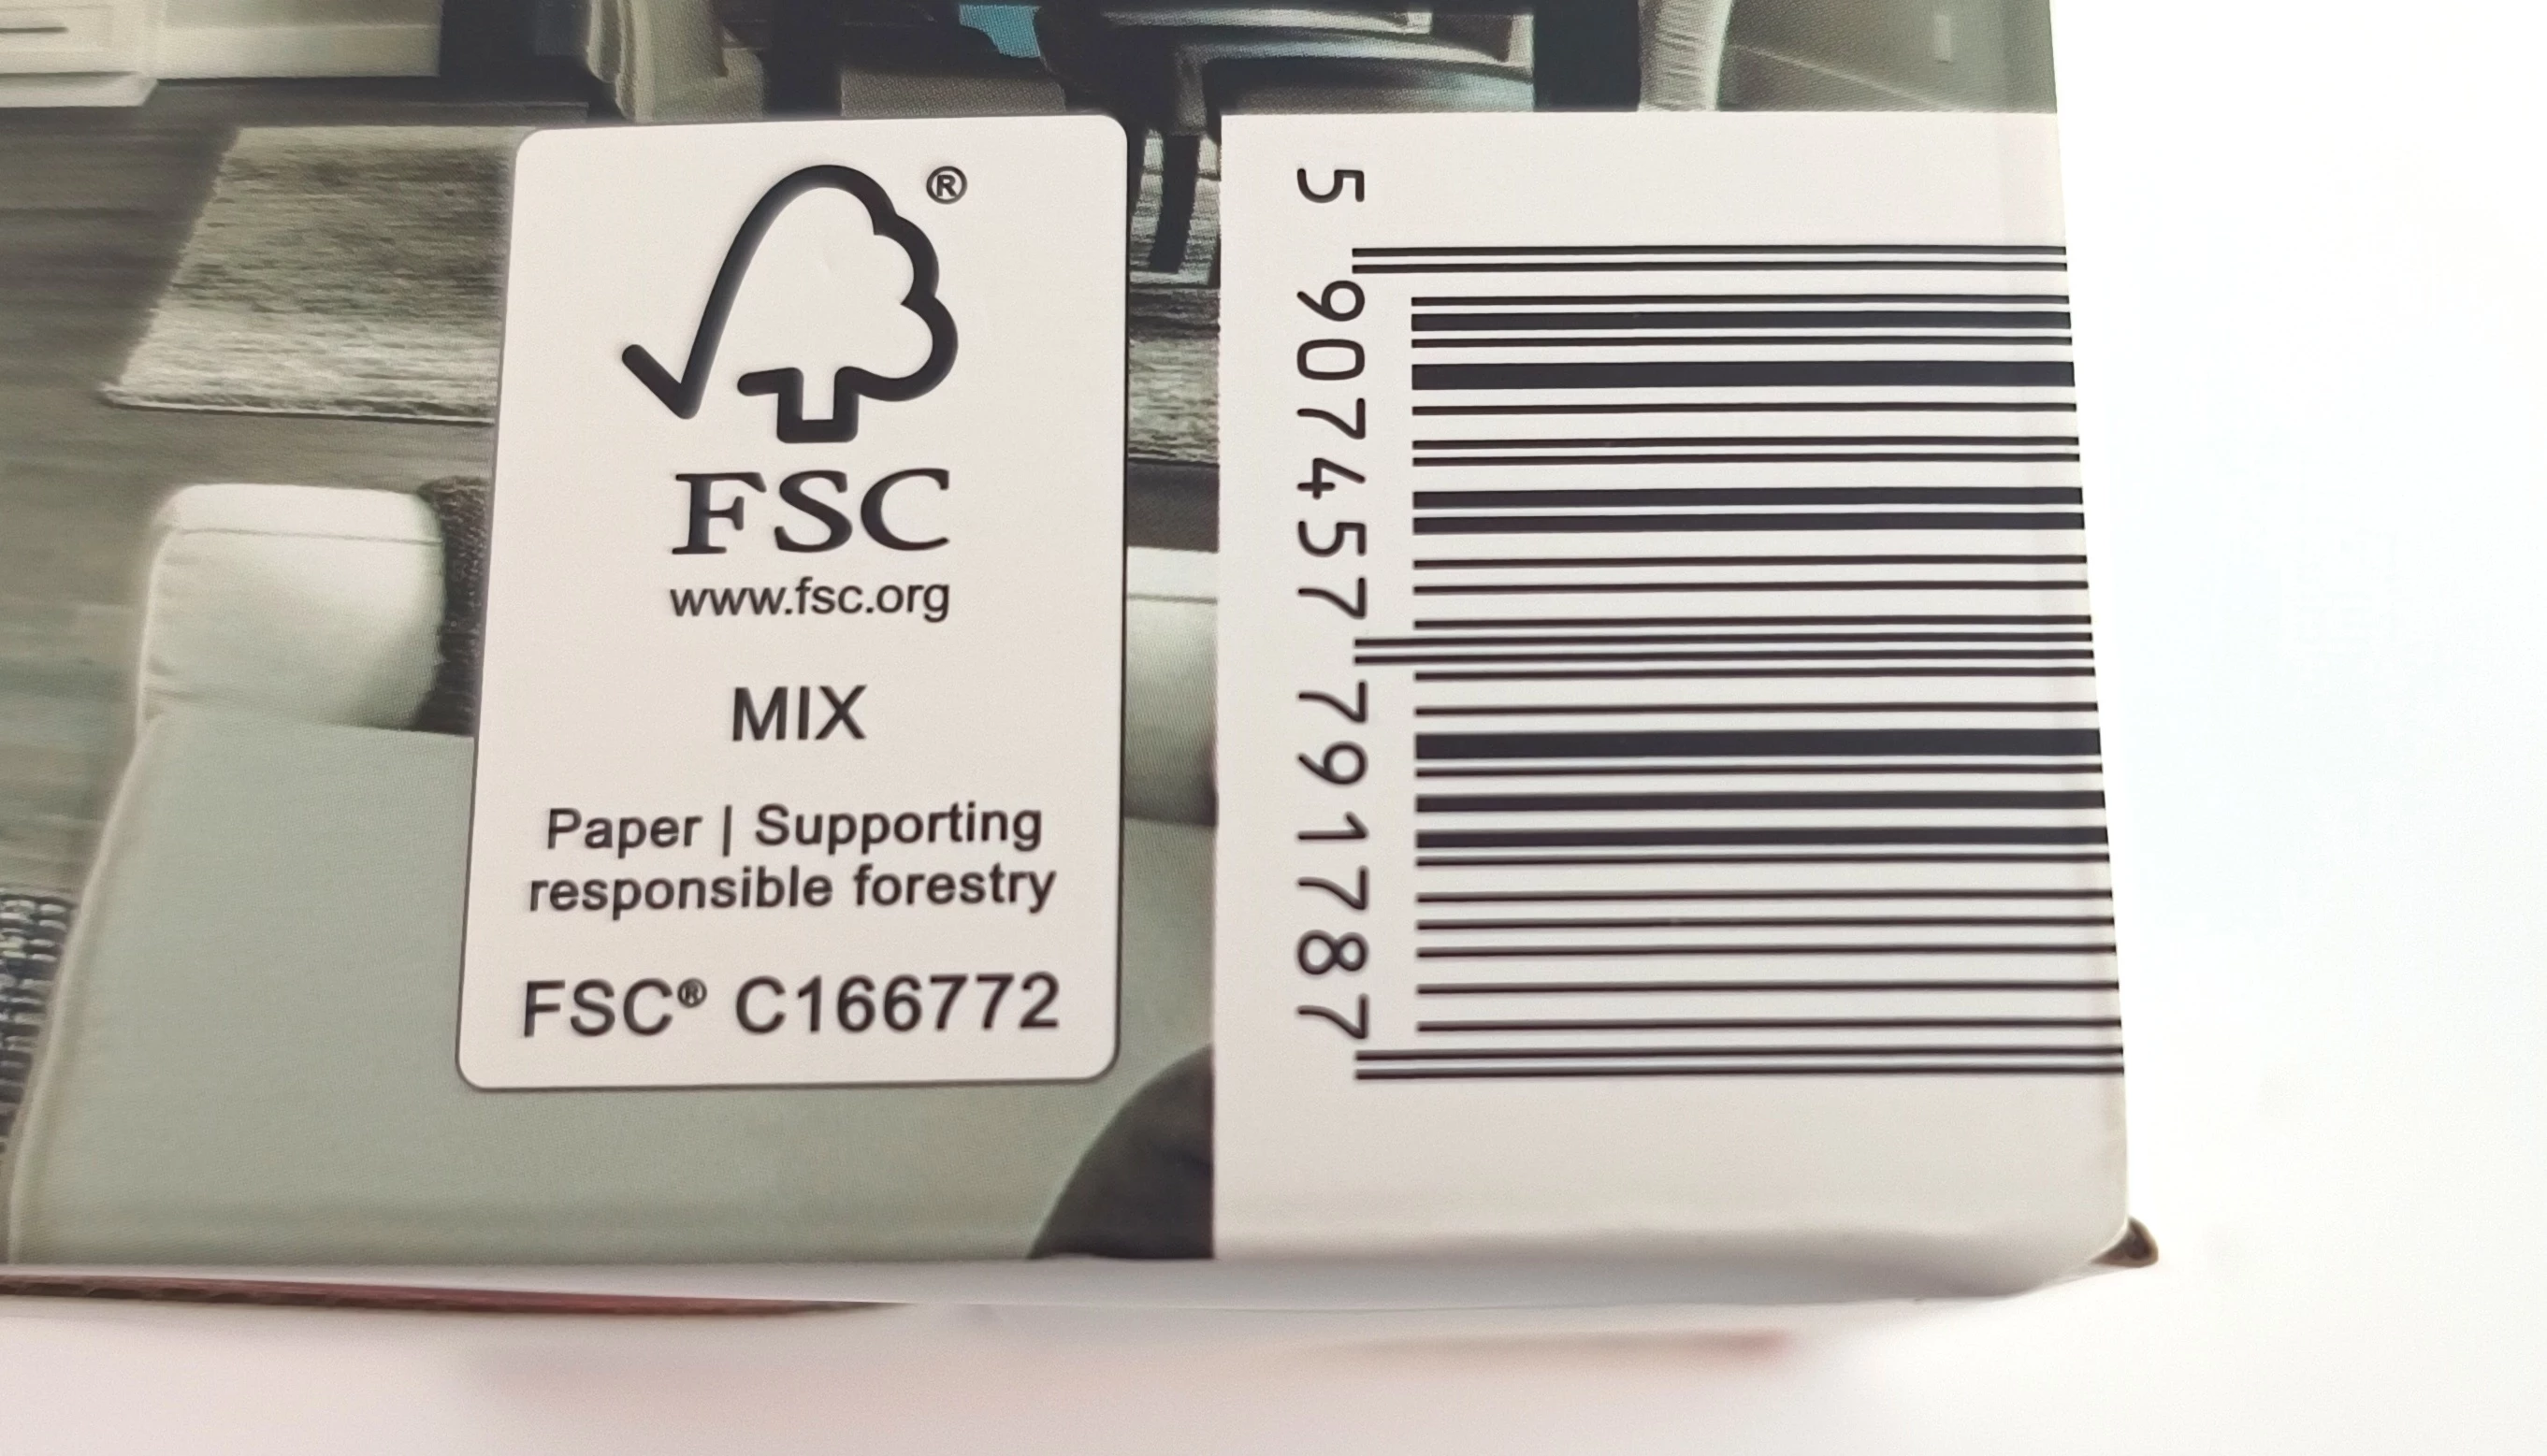 ®
FSC
www.fsc.org
MIX
Paper | Supporting
responsible forestry
FSC® C166772
5 907457 791787